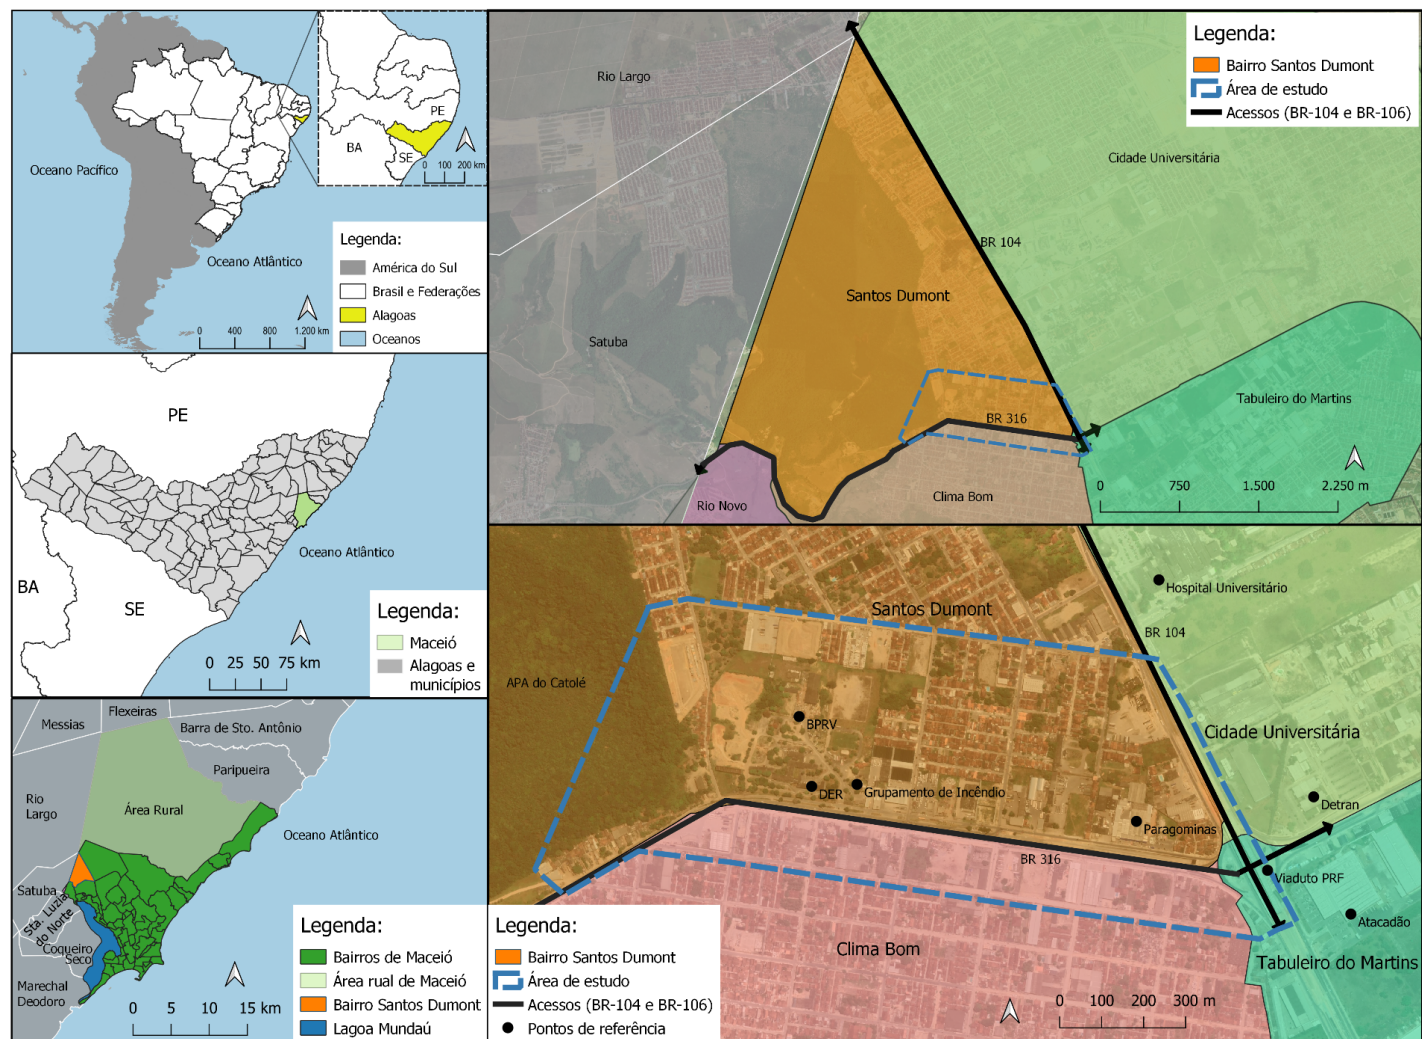 PE
BA
SE
0 100 200 km
Oceano Pacífico
Oceano Atlântico
Legenda:
América do Sul
Brasil e Federações
Alagoas
Oceanos
0 400 800 1.200 km
PE
BA
SE
Oceano Atlântico
Legenda:
Maceió
Alagoas e
municípios
0 25 50 75 km
Messias
Flexeiras
Barra de Sto. Antônio
Paripueira
Rio
Largo
Área Rural
Oceano Atlântico
Satuba
Sta. Luzia
do Norte
Coqueiro
Seco
Marechal
Deodoro
0 5 10 15 km
Legenda:
Bairros de Maceió
Área rual de Maceió
Bairro Santos Dumont
Lagoa Mundaú
Rio Largo
Legenda:
Bairro Santos Dumont
Área de estudo
Acessos (BR-104 e BR-106)
Cidade Universitária
BR 104
Santos Dumont
Satuba
Tabuleiro do Martins
BR 316
Clima Bom
Rio Novo
0 750 1.500 2.250 m
Hospital Universitário
Santos Dumont
BR 104
APA do Catolé
BPRV
Cidade Universitária
DER
Grupamento de Incêndio
Detran
Paragominas
BR 316
Viaduto PRF
Atacadão
Clima Bom
Tabuleiro do Martins
0 100 200 300 m
Legenda:
Bairro Santos Dumont
Área de estudo
Acessos (BR-104 e BR-106)
Pontos de referência